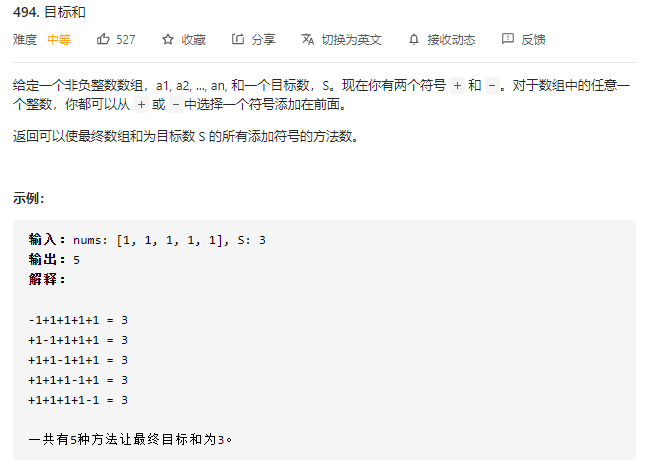 494. 目标和
难度 中等 527 收藏 分享 切换为英文 接收动态 反馈
给定一个非负整数数组，a1, a2, ..., an, 和一个目标数，S。现在你有两个符号 + 和 -。对于数组中的任意一
个整数，你都可以从 + 或 -中选择一个符号添加在前面。
返回可以使最终数组和为目标数 S 的所有添加符号的方法数。
示例：
输入：nums: [1, 1, 1, 1, 1], S: 3
输出：5
解释：
-1+1+1+1+1 = 3
+1-1+1+1+1 = 3
+1+1-1+1+1 = 3
+1+1+1-1+1 = 3
+1+1+1+1-1 = 3
一共有5种方法让最终目标和为3。